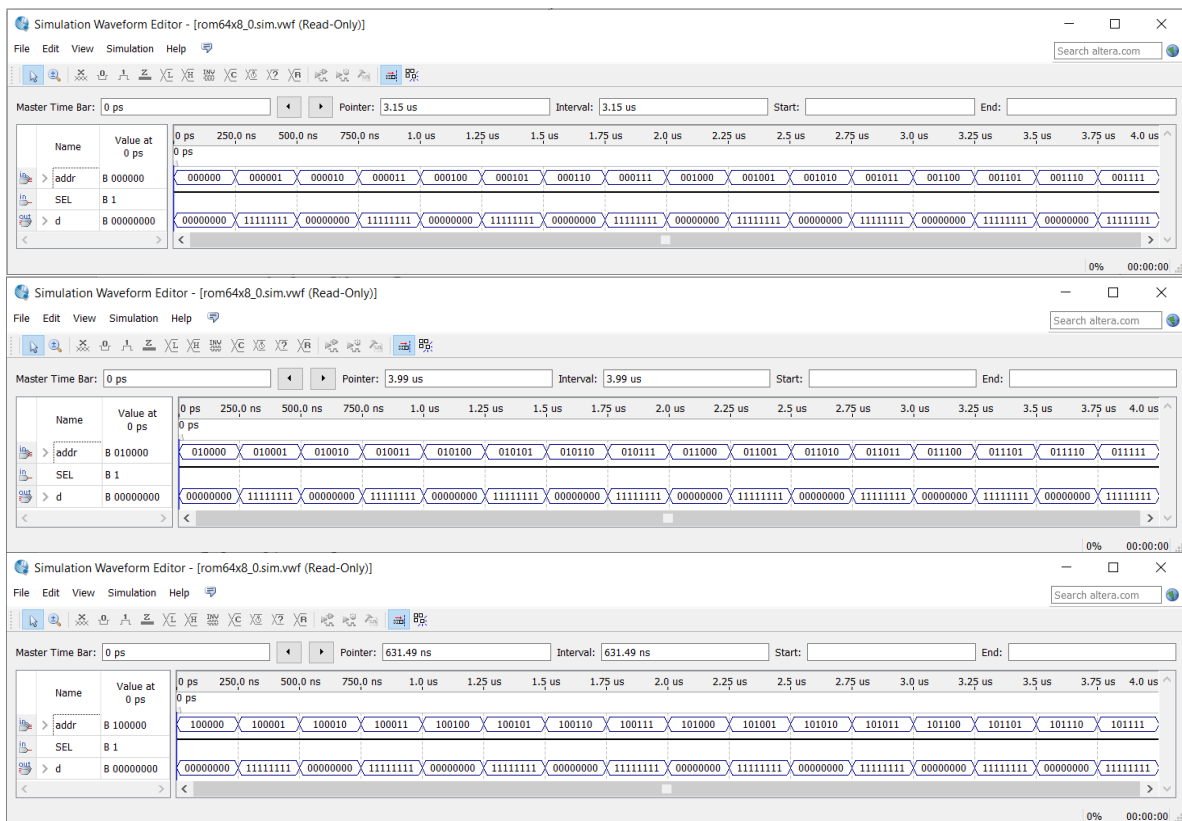 Simulation Waveform Editor - [rom64x8_0.sim.vwf (Read-Only)]
File Edit View Simulation Help Search altera.com
Master Time Bar: 0 ps Pointer: 3.15 us Interval: 3.15 us Start: End:
Name Value at 0 ps
0 ps 250.0 ns 500.0 ns 750.0 ns 1.0 us 1.25 us 1.5 us 1.75 us 2.0 us 2.25 us 2.5 us 2.75 us 3.0 us 3.25 us 3.5 us 3.75 us 4.0 us
0 ps
in > addr B 000000 000000 000001 000010 000011 000100 000101 000110 000111 001000 001001 001010 001011 001100 001101 001110 001111
in SEL B 1
out > d B 00000000 00000000 11111111 00000000 11111111 00000000 11111111 00000000 11111111 00000000 11111111 00000000 11111111 00000000 11111111 00000000 11111111
0% 00:00:00
Simulation Waveform Editor - [rom64x8_0.sim.vwf (Read-Only)]
File Edit View Simulation Help Search altera.com
Master Time Bar: 0 ps Pointer: 3.99 us Interval: 3.99 us Start: End:
Name Value at 0 ps
0 ps 250.0 ns 500.0 ns 750.0 ns 1.0 us 1.25 us 1.5 us 1.75 us 2.0 us 2.25 us 2.5 us 2.75 us 3.0 us 3.25 us 3.5 us 3.75 us 4.0 us
0 ps
in > addr B 010000 010000 010001 010010 010011 010100 010101 010110 010111 011000 011001 011010 011011 011100 011101 011110 011111
in SEL B 1
out > d B 00000000 00000000 11111111 00000000 11111111 00000000 11111111 00000000 11111111 00000000 11111111 00000000 11111111 00000000 11111111 00000000 11111111
0% 00:00:00
Simulation Waveform Editor - [rom64x8_0.sim.vwf (Read-Only)]
File Edit View Simulation Help Search altera.com
Master Time Bar: 0 ps Pointer: 631.49 ns Interval: 631.49 ns Start: End:
Name Value at 0 ps
0 ps 250.0 ns 500.0 ns 750.0 ns 1.0 us 1.25 us 1.5 us 1.75 us 2.0 us 2.25 us 2.5 us 2.75 us 3.0 us 3.25 us 3.5 us 3.75 us 4.0 us
0 ps
in > addr B 100000 100000 100001 100010 100011 100100 100101 100110 100111 101000 101001 101010 101011 101100 101101 101110 101111
in SEL B 1
out > d B 00000000 00000000 11111111 00000000 11111111 00000000 11111111 00000000 11111111 00000000 11111111 00000000 11111111 00000000 11111111 00000000 11111111
0% 00:00:00